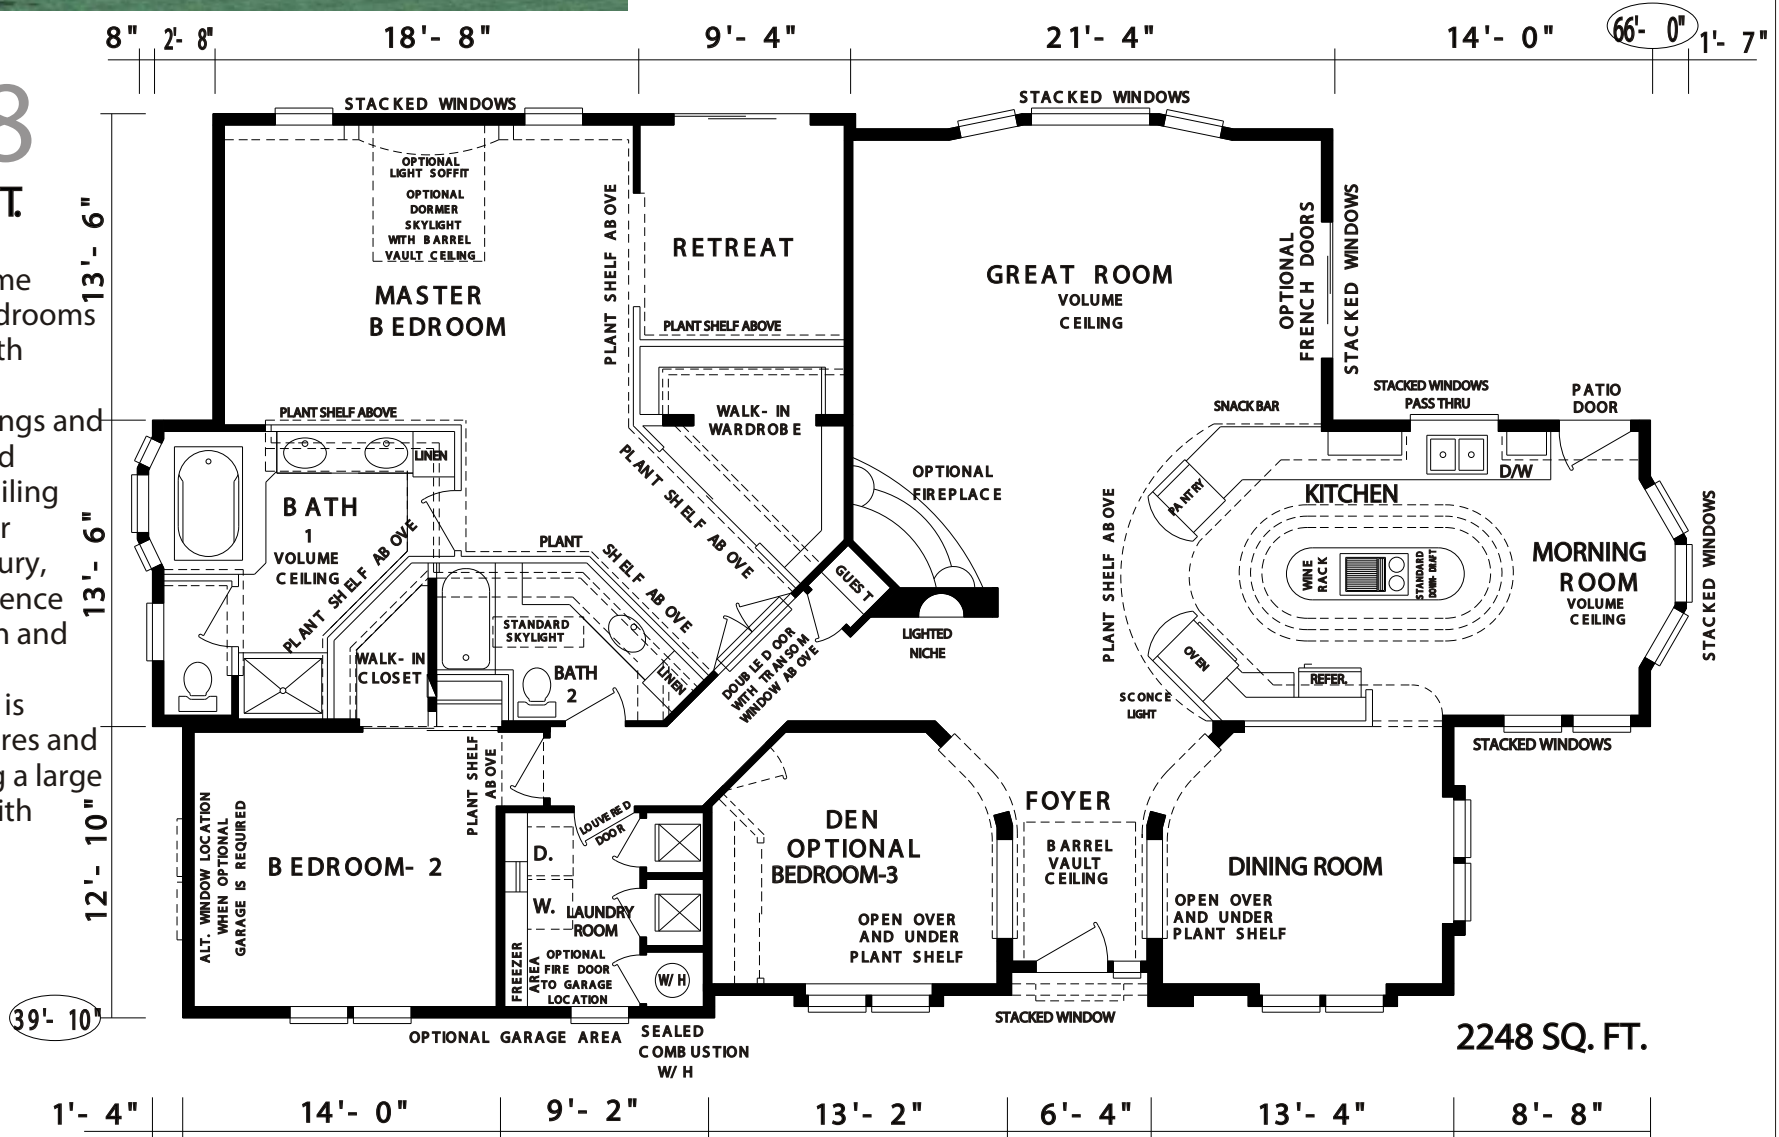 8" 2'- 8" 18'- 8" 9'- 4" 21'- 4" 14'- 0" 66'- 0" 1'- 7"
8
T.
me
drooms
th
ings and
d
iling
r
ury,
ence
n and
is
res and
g a large
ith
13'- 6"
13'- 6"
12'- 10"
39'- 10"
STACKED WINDOWS
OPTIONAL
LIGHT SOFFIT
OPTIONAL
DORMER
SKYLIGHT
WITH BARREL
VAULT CEILING
MASTER
BEDROOM
PLANT SHELF ABOVE
RETREAT
PLANT SHELF ABOVE
WALK- IN
WARDROBE
STACKED WINDOWS
GREAT ROOM
VOLUME
CEILING
OPTIONAL
FRENCH DOORS
STACKED WINDOWS
PLANT SHELF ABOVE
LINEN
BATH
1
VOLUME
CEILING
PLANT SHELF ABOVE
PLANT SHELF ABOVE
PLANT SHELF ABOVE
OPTIONAL
FIREPLACE
GUEST
LIGHTED
NICHE
DOUBLE DOOR
WITH TRANSOM
WINDOW ABOVE
STANDARD
SKYLIGHT
BATH
2
LINEN
WALK- IN
CLOSET
SNACK BAR
STACKED WINDOWS
PASS THRU
PATIO
DOOR
D/W
KITCHEN
PANTRY
PLANT SHELF ABOVE
WINE
RACK
STANDARD
DOWN- DRAFT
MORNING
ROOM
VOLUME
CEILING
STACKED WINDOWS
OVEN
REFER.
SCONCE
LIGHT
STACKED WINDOWS
PLANT SHELF
ABOVE
BEDROOM- 2
ALT. WINDOW LOCATION
WHEN OPTIONAL
GARAGE IS REQUIRED
LOUVERED
DOOR
D.
W.
LAUNDRY
ROOM
FREEZER
AREA
OPTIONAL
FIRE DOOR
TO GARAGE
LOCATION
W/H
DEN
OPTIONAL
BEDROOM-3
OPEN OVER
AND UNDER
PLANT SHELF
FOYER
BARREL
VAULT
CEILING
DINING ROOM
OPEN OVER
AND UNDER
PLANT SHELF
STACKED WINDOW
OPTIONAL GARAGE AREA
SEALED
COMBUSTION
W/H
2248 SQ. FT.
1'- 4" 14'- 0" 9'- 2" 13'- 2" 6'- 4" 13'- 4" 8'- 8"